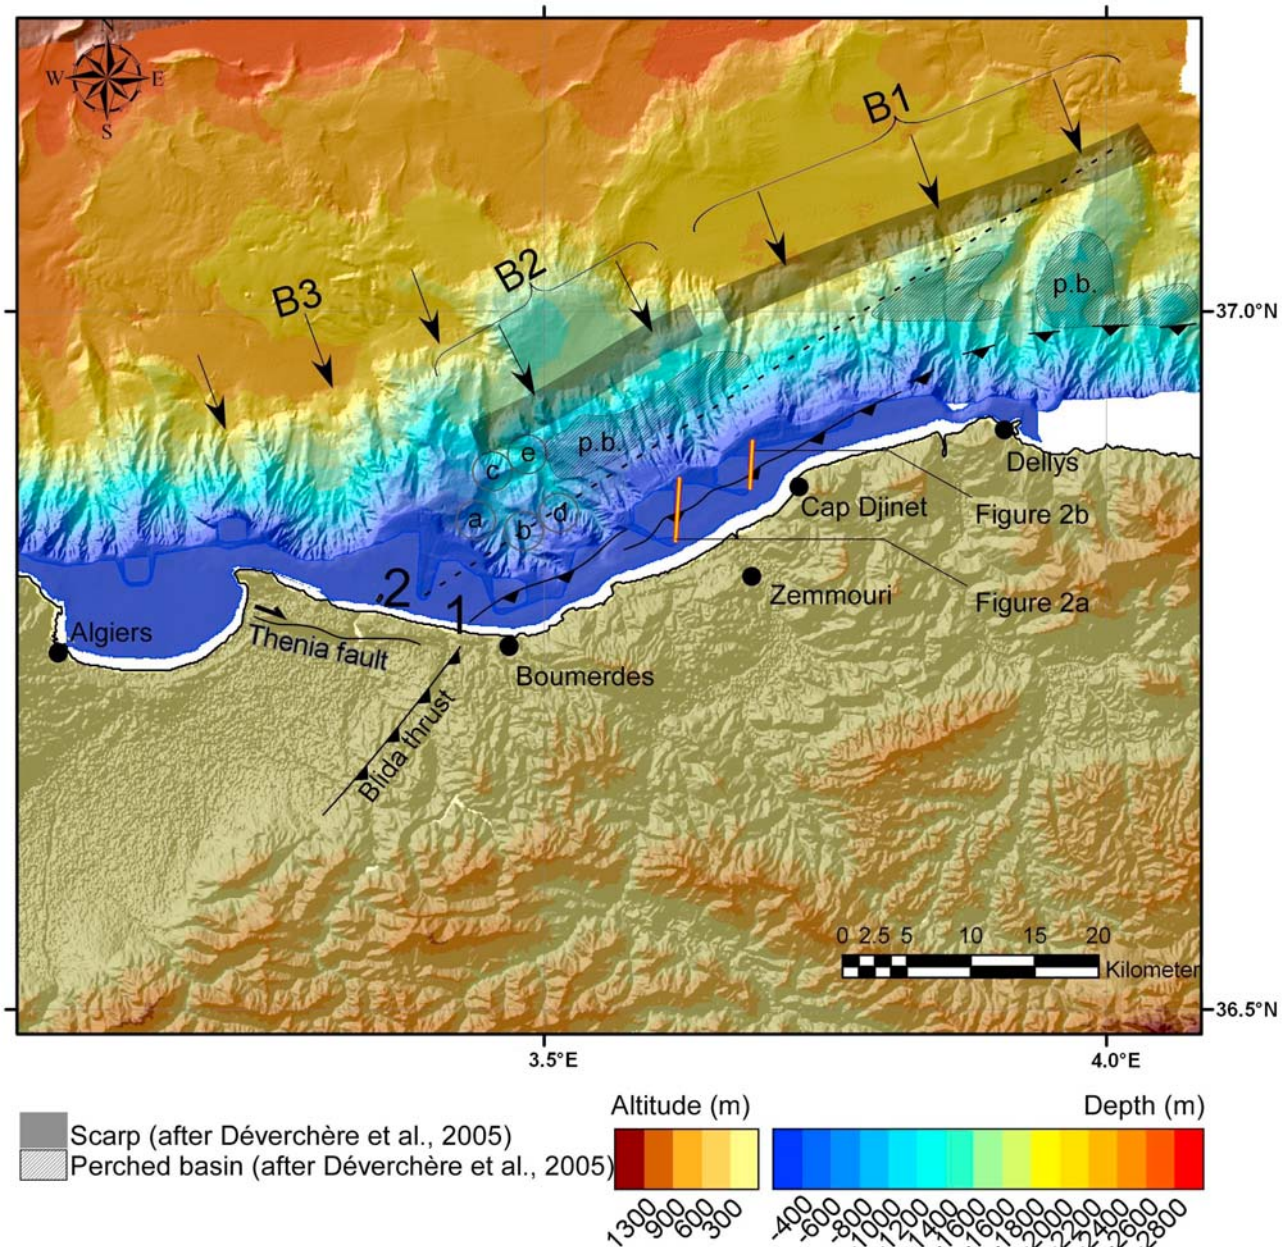 N
W E
S
B1
B2
B3
p.b.
37.0°N
p.b.
e
c
a
b
d
Dellys
Cap Djinet
Figure 2b
2
1
Zemmouri
Figure 2a
Algiers
Thenia fault
Boumerdes
Blida thrust
0 2.5 5 10 15 20
Kilometer
36.5°N
3.5°E 4.0°E
Altitude (m) Depth (m)
Scarp (after Déverchère et al., 2005)
Perched basin (after Déverchère et al., 2005)
1300 900 600 300
-400 -600 -800 1000 1200 1400 1600 1600 1800 2000 2200 2400 2600 2800